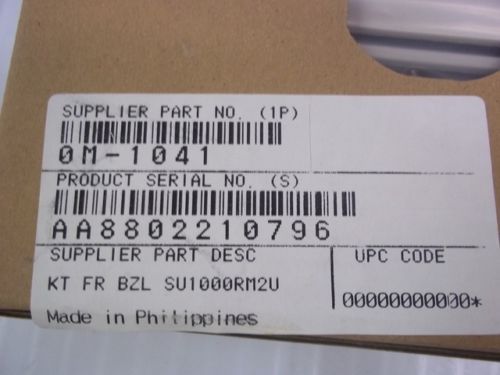 SUPPLIER PART NO. (1P)
0M-1041
PRODUCT SERIAL NO. (S)
AA8802210796
SUPPLIER PART DESC
UPC CODE
KT FR BZL SU1000RM2U
00000000000*
Made in Philippines